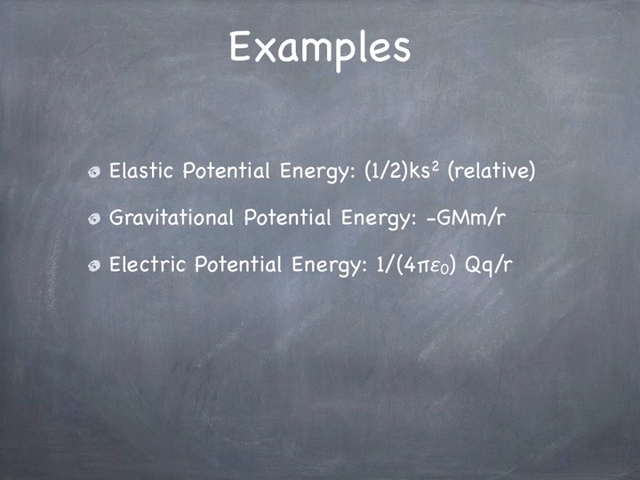 Examples
Elastic Potential Energy: (1/2)ks² (relative)
Gravitational Potential Energy: -GMm/r
Electric Potential Energy: 1/(4πε₀) Qq/r